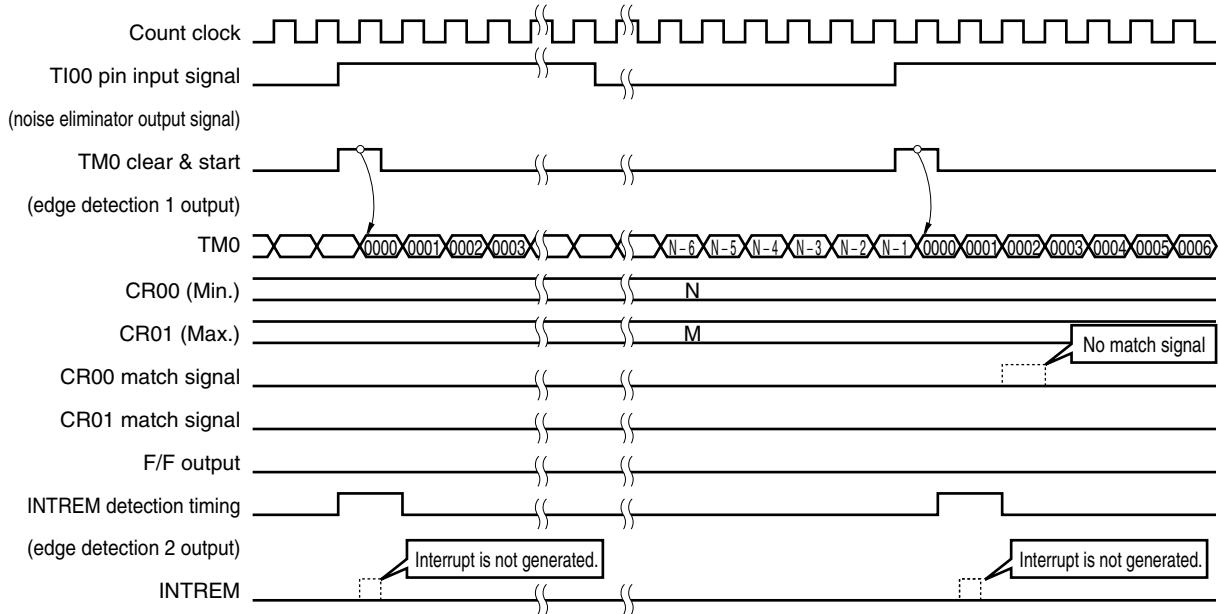 Count clock
TI00 pin input signal
(noise eliminator output signal)
TM0 clear & start
(edge detection 1 output)
TM0 0000 0001 0002 0003 N – 6 N – 5 N – 4 N – 3 N – 2 N – 1 0000 0001 0002 0003 0004 0005 0006
CR00 (Min.) N
CR01 (Max.) M
No match signal
CR00 match signal
CR01 match signal
F/F output
INTREM detection timing
(edge detection 2 output)
Interrupt is not generated. Interrupt is not generated.
INTREM